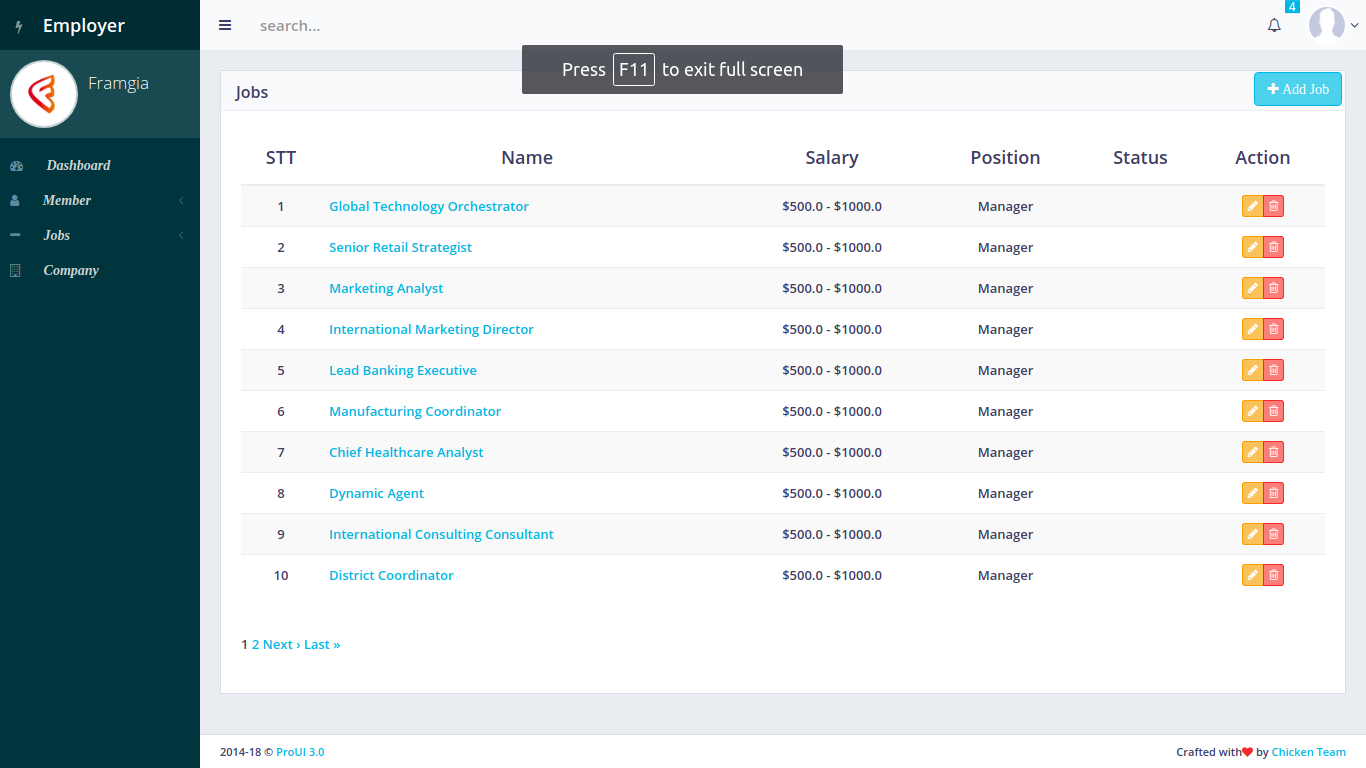 Employer
search...
4
Press F11 to exit full screen
Framgia
Jobs
Add Job
Dashboard
Member
Jobs
Company
STT Name Salary Position Status Action
1 Global Technology Orchestrator $500.0 - $1000.0 Manager
2 Senior Retail Strategist $500.0 - $1000.0 Manager
3 Marketing Analyst $500.0 - $1000.0 Manager
4 International Marketing Director $500.0 - $1000.0 Manager
5 Lead Banking Executive $500.0 - $1000.0 Manager
6 Manufacturing Coordinator $500.0 - $1000.0 Manager
7 Chief Healthcare Analyst $500.0 - $1000.0 Manager
8 Dynamic Agent $500.0 - $1000.0 Manager
9 International Consulting Consultant $500.0 - $1000.0 Manager
10 District Coordinator $500.0 - $1000.0 Manager
1 2 Next › Last »
2014-18 © ProUI 3.0
Crafted with♥ by Chicken Team